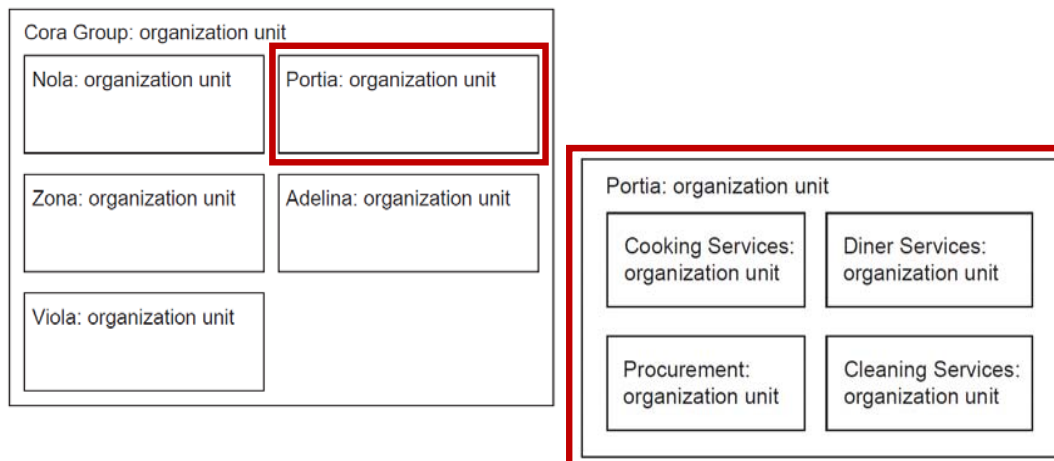 Cora Group: organization unit
Nola: organization unit
Portia: organization unit
Zona: organization unit
Adelina: organization unit
Viola: organization unit
Portia: organization unit
Cooking Services:
organization unit
Diner Services:
organization unit
Procurement:
organization unit
Cleaning Services:
organization unit